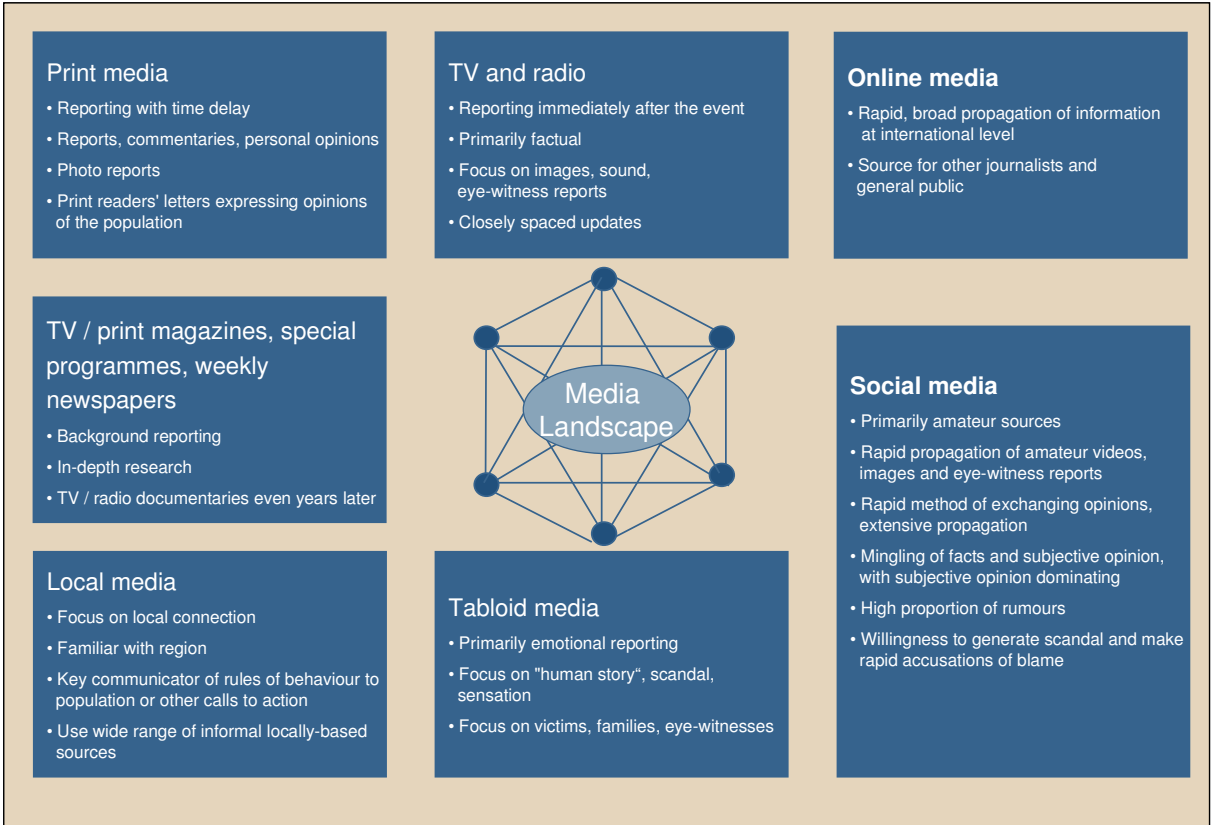 Print media
• Reporting with time delay
• Reports, commentaries, personal opinions
• Photo reports
• Print readers' letters expressing opinions
of the population
TV and radio
• Reporting immediately after the event
• Primarily factual
• Focus on images, sound,
eye-witness reports
• Closely spaced updates
Online media
• Rapid, broad propagation of information
at international level
• Source for other journalists and
general public
TV / print magazines, special
programmes, weekly
newspapers
• Background reporting
• In-depth research
• TV / radio documentaries even years later
Media
Landscape
Social media
• Primarily amateur sources
• Rapid propagation of amateur videos,
images and eye-witness reports
• Rapid method of exchanging opinions,
extensive propagation
• Mingling of facts and subjective opinion,
with subjective opinion dominating
• High proportion of rumours
• Willingness to generate scandal and make
rapid accusations of blame
Local media
• Focus on local connection
• Familiar with region
• Key communicator of rules of behaviour to
population or other calls to action
• Use wide range of informal locally-based
sources
Tabloid media
• Primarily emotional reporting
• Focus on "human story“, scandal,
sensation
• Focus on victims, families, eye-witnesses